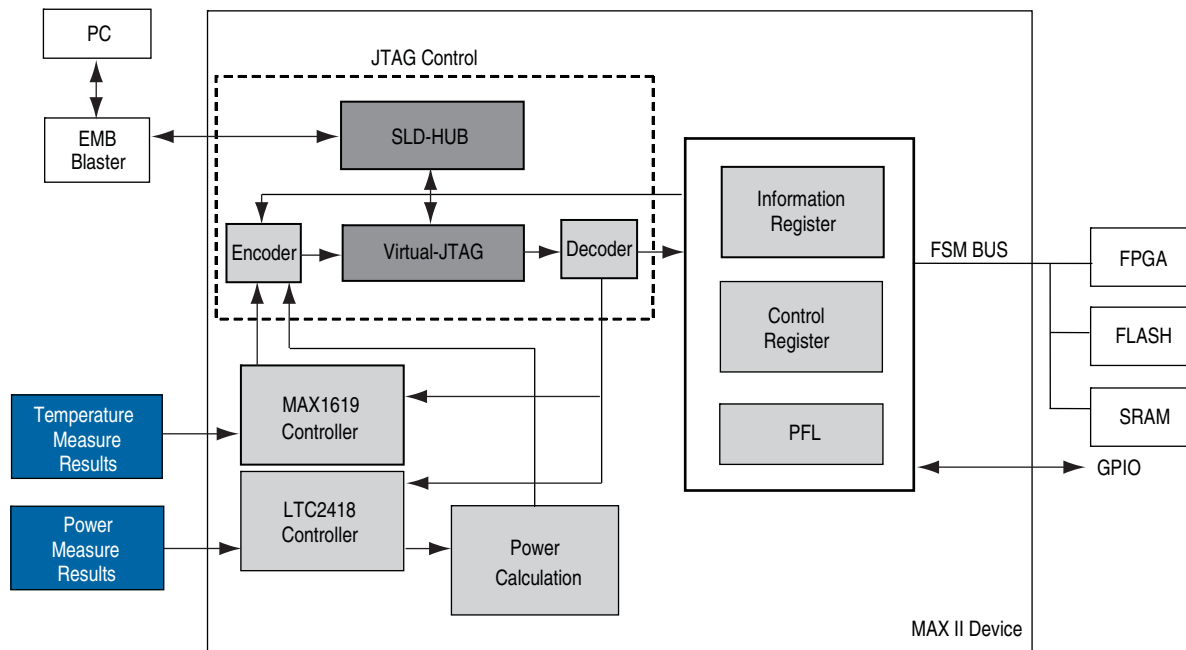 PC
JTAG Control
EMB
Blaster
SLD-HUB
Information
Register
Encoder
Virtual-JTAG
Decoder
FSM BUS
FPGA
Control
Register
FLASH
MAX1619
Controller
Temperature
Measure
Results
PFL
SRAM
GPIO
LTC2418
Controller
Power
Measure
Results
Power
Calculation
MAX II Device